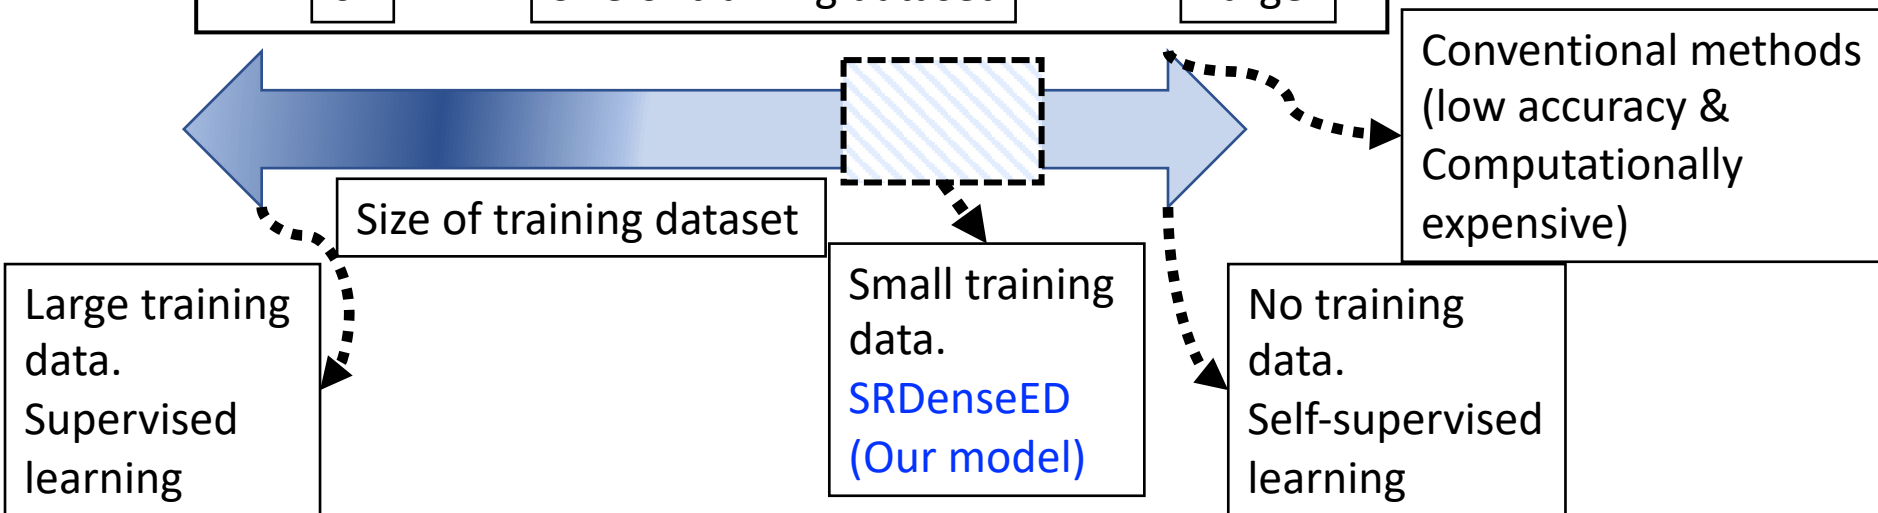 Conventional methods
(low accuracy &
Computationally
expensive)
Size of training dataset
Large training
data.
Supervised
learning
Small training
data.
SRDenseED
(Our model)
No training
data.
Self-supervised
learning